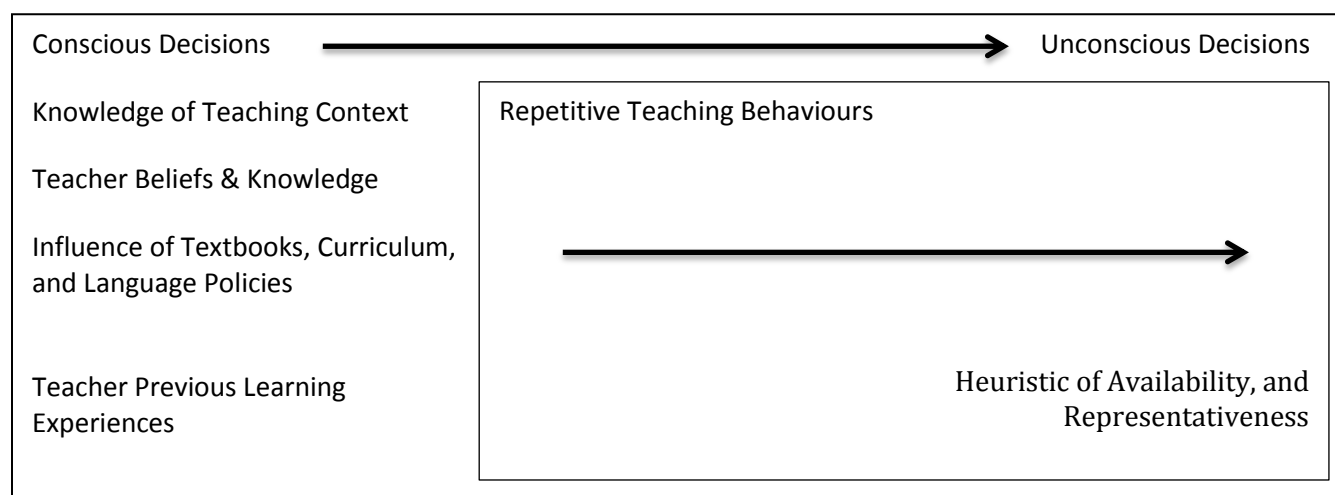 Conscious Decisions
Unconscious Decisions
Knowledge of Teaching Context
Repetitive Teaching Behaviours
Teacher Beliefs & Knowledge
Influence of Textbooks, Curriculum,
and Language Policies
Teacher Previous Learning
Experiences
Heuristic of Availability, and
Representativeness